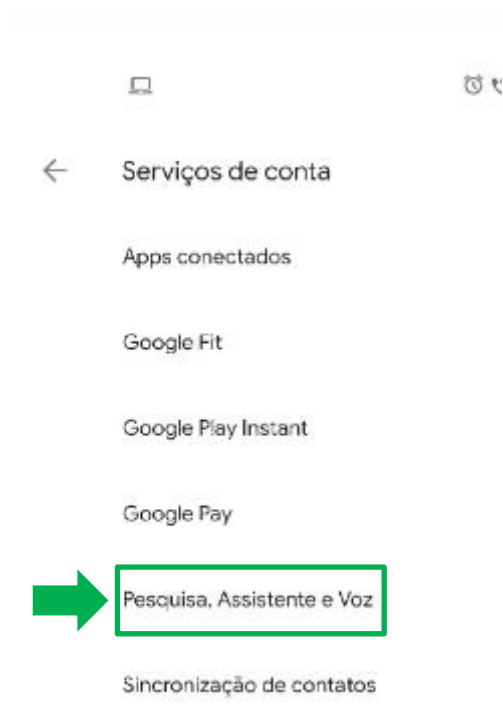 Serviços de conta
Apps conectados
Google Fit
Google Play Instant
Google Pay
Pesquisa, Assistente e Voz
Sincronização de contatos